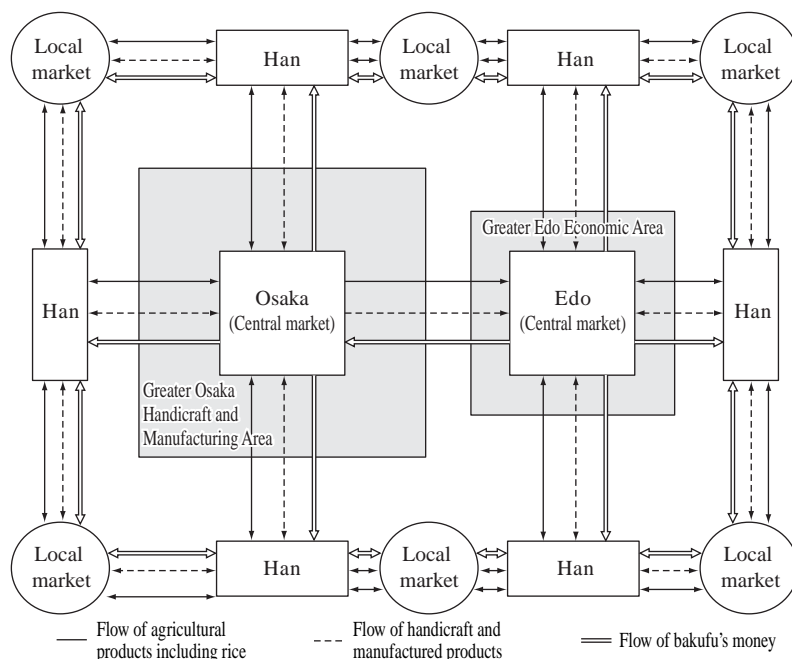 Local
market
Han
Local
market
Han
Local
market
Greater Edo Economic Area
Han
Osaka
(Central market)
Edo
(Central market)
Han
Greater Osaka
Handicraft and
Manufacturing Area
Local
market
Han
Local
market
Han
Local
market
Flow of agricultural
products including rice
Flow of handicraft and
manufactured products
Flow of bakufu's money